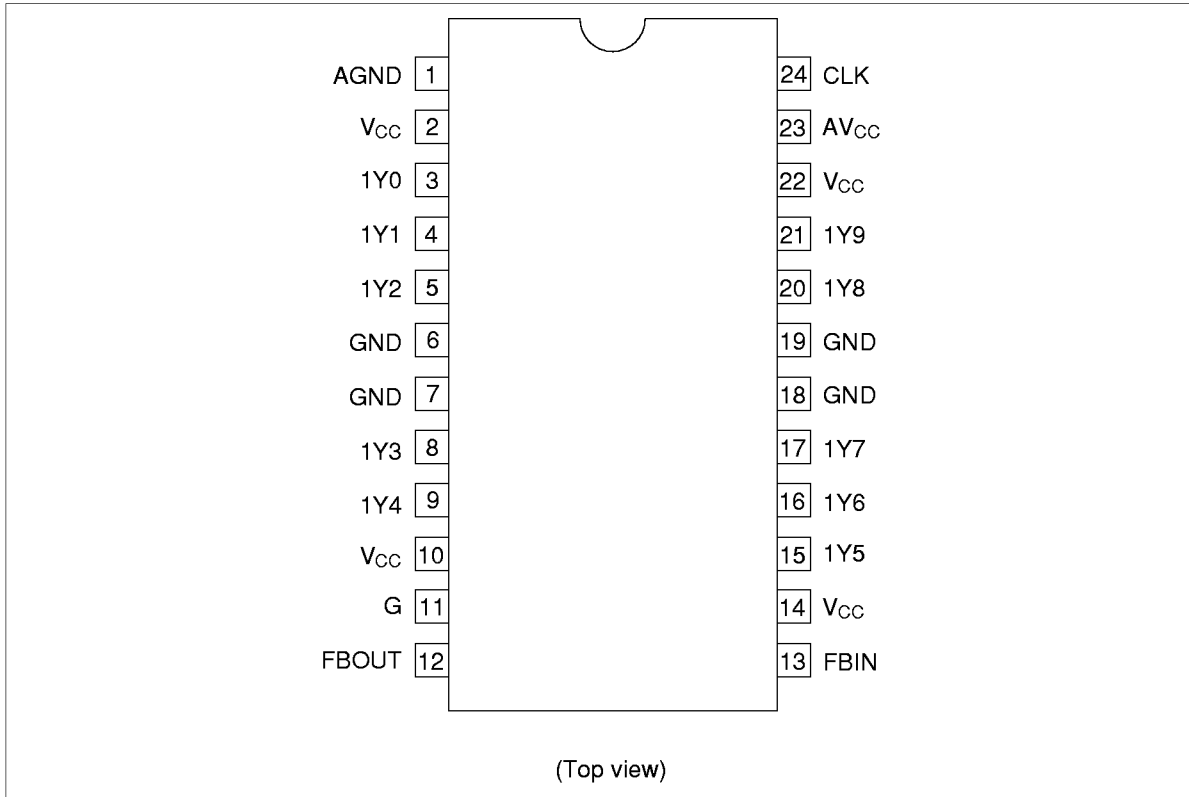 AGND 1 24 CLK
VCC 2 23 AVCC
1Y0 3 22 VCC
1Y1 4 21 1Y9
1Y2 5 20 1Y8
GND 6 19 GND
GND 7 18 GND
1Y3 8 17 1Y7
1Y4 9 16 1Y6
VCC 10 15 1Y5
G 11 14 VCC
FBOUT 12 13 FBIN
(Top view)